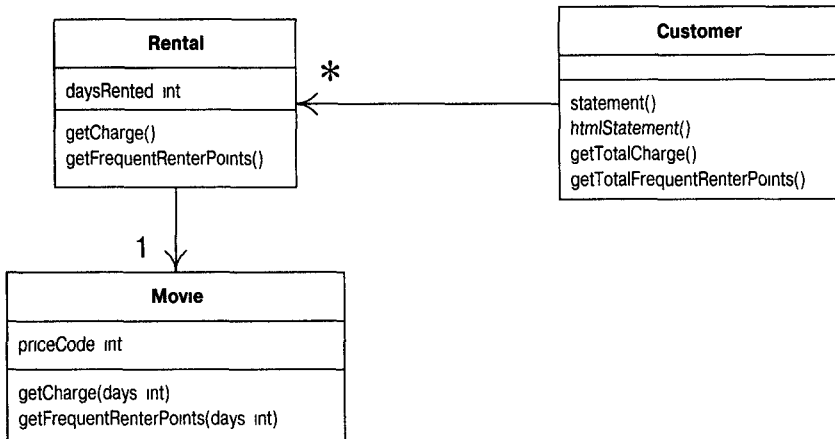 Rental
daysRented int
getCharge()
getFrequentRenterPoints()
*
Customer
statement()
htmlStatement()
getTotalCharge()
getTotalFrequentRenterPoints()
1
Movie
priceCode int
getCharge(days int)
getFrequentRenterPoints(days int)